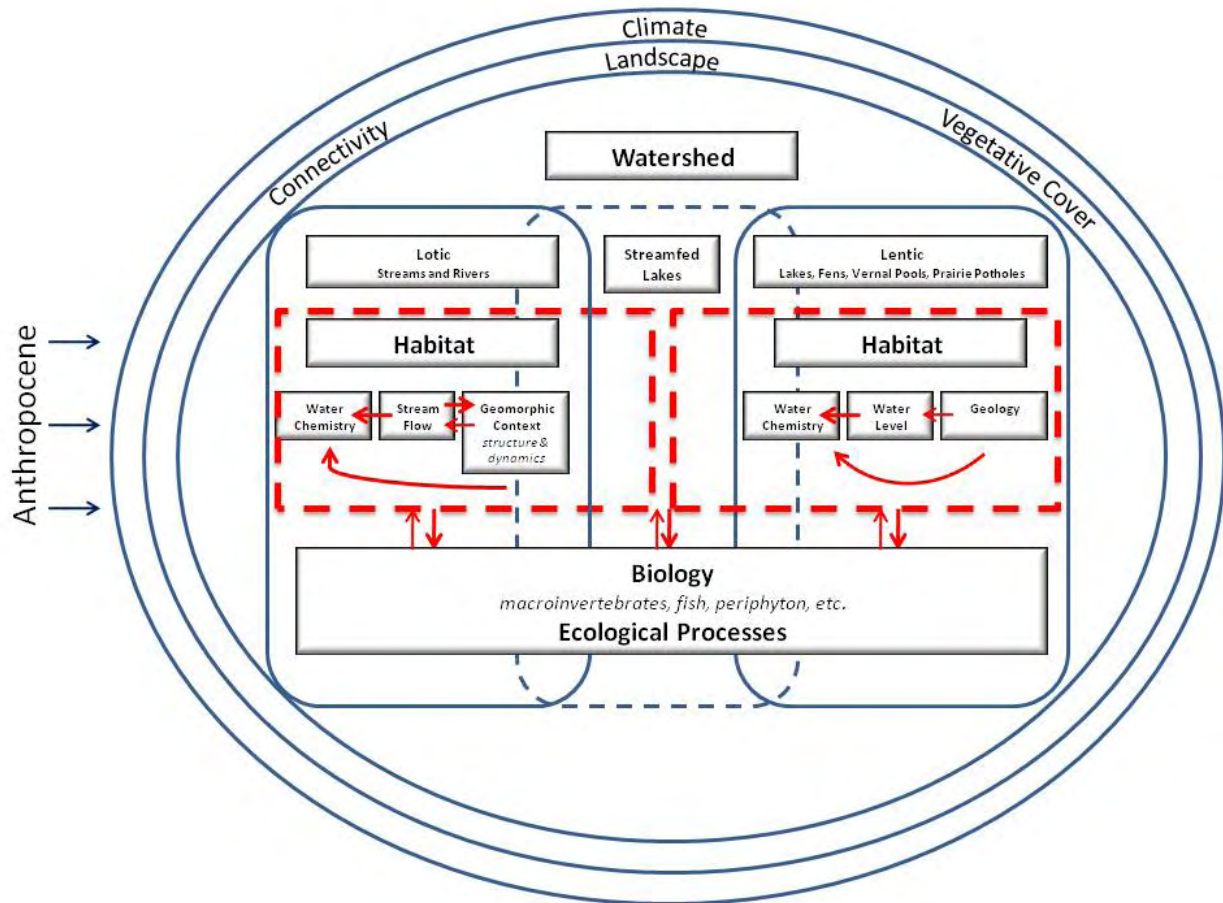 Climate
Landscape
Connectivity
Vegetative Cover
Watershed
Anthropocene
Lotic
Streams and Rivers
Streamfed
Lakes
Lentic
Lakes, Fens, Vernal Pools, Prairie Potholes
Habitat
Habitat
Water
Chemistry
Stream
Flow
Geomorphic
Context
structure &
dynamics
Water
Chemistry
Water
Level
Geology
Biology
macroinvertebrates, fish, periphyton, etc.
Ecological Processes